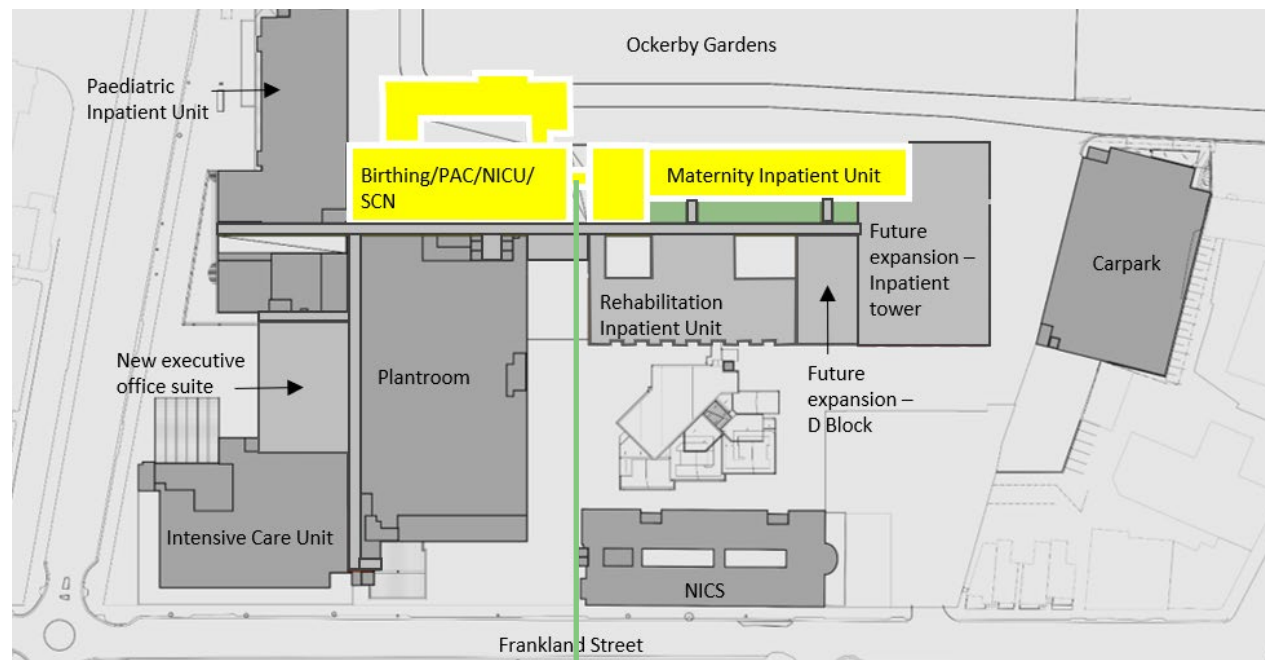 Ockerby Gardens
Paediatric
Inpatient Unit
Birthing/PAC/NICU/
SCN
Maternity Inpatient Unit
Future
expansion –
Inpatient
tower
Carpark
Rehabilitation
Inpatient Unit
New executive
office suite
Plantroom
Future
expansion –
D Block
Intensive Care Unit
NICS
Frankland Street